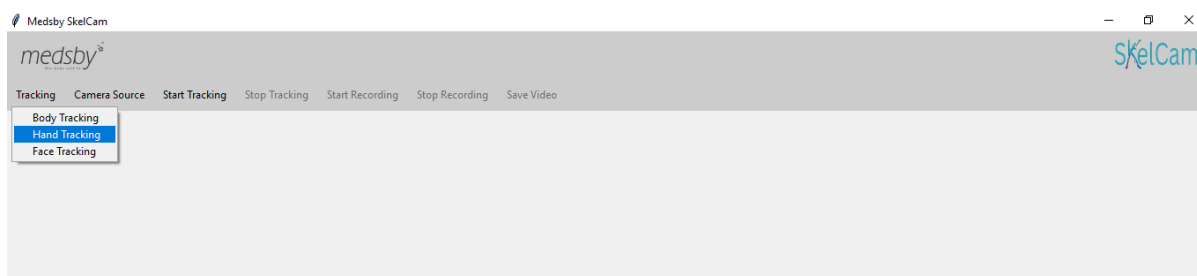 Medsby SkelCam
medsby
SkelCam
Tracking Camera Source Start Tracking Stop Tracking Start Recording Stop Recording Save Video
Body Tracking
Hand Tracking
Face Tracking